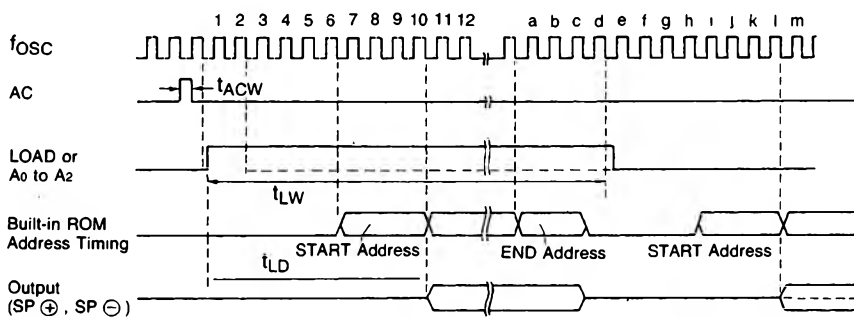 1 2 3 4 5 6 7 8 9 10 11 12 a b c d e f g h i j k l m
fosc
AC
tACW
LOAD or
A0 to A2
tLW
Built-in ROM
Address Timing
START Address
END Address
START Address
tLD
Output
(SP ⊕ , SP ⊖ )